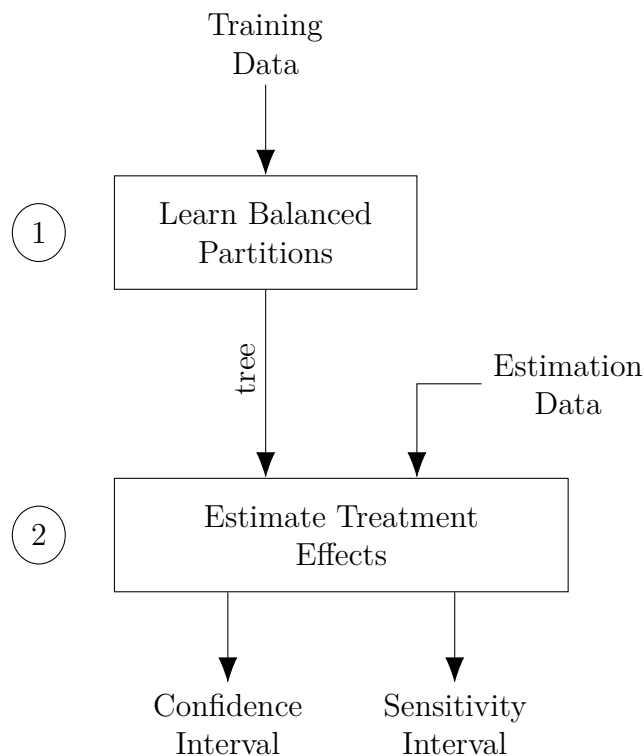 Training
Data
1
Learn Balanced
Partitions
tree
Estimation
Data
2
Estimate Treatment
Effects
Confidence
Interval
Sensitivity
Interval